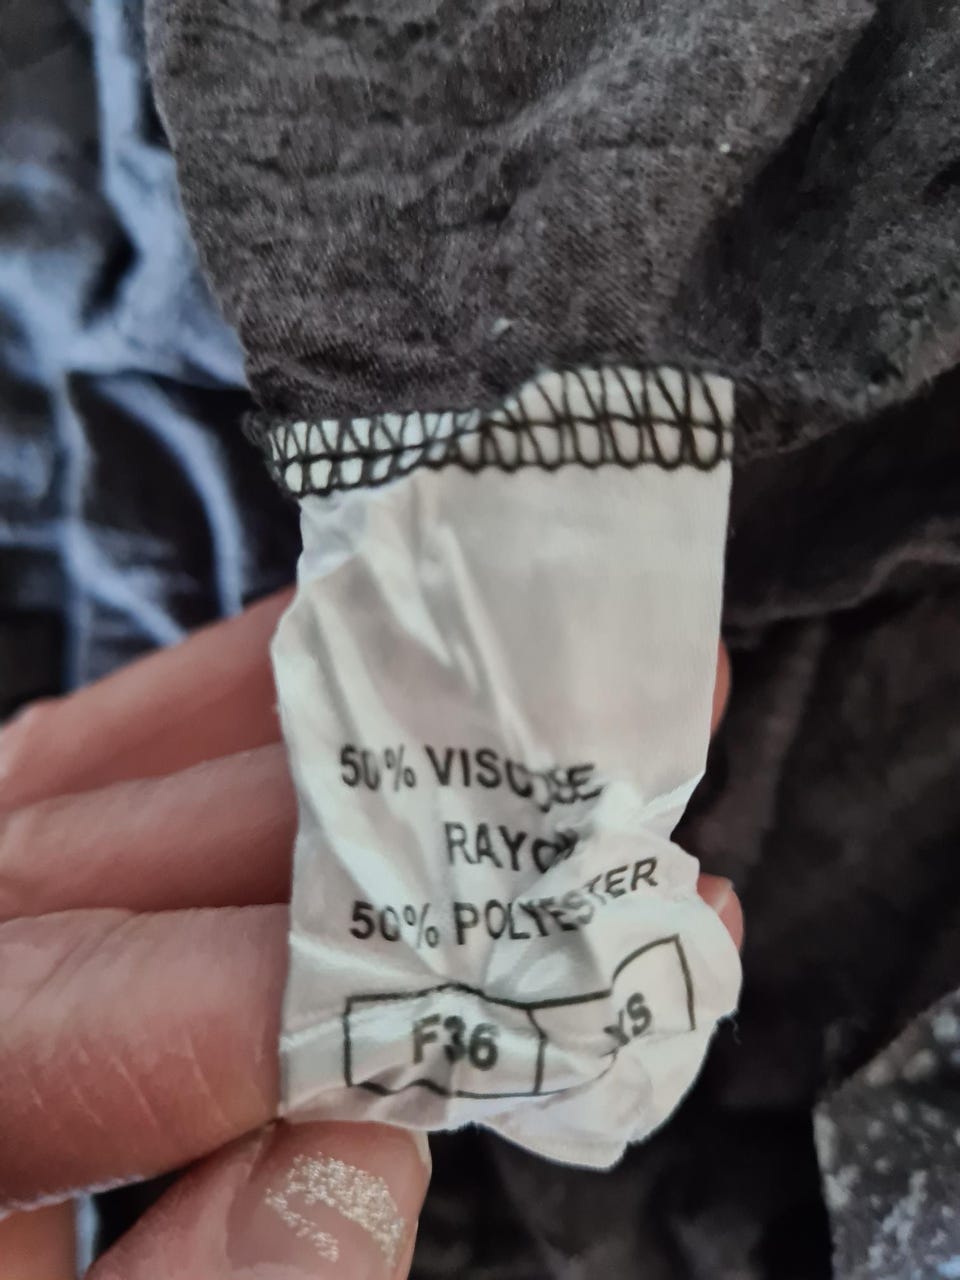 50% VISCOSE
RAYON
50% POLYESTER
F36 XS